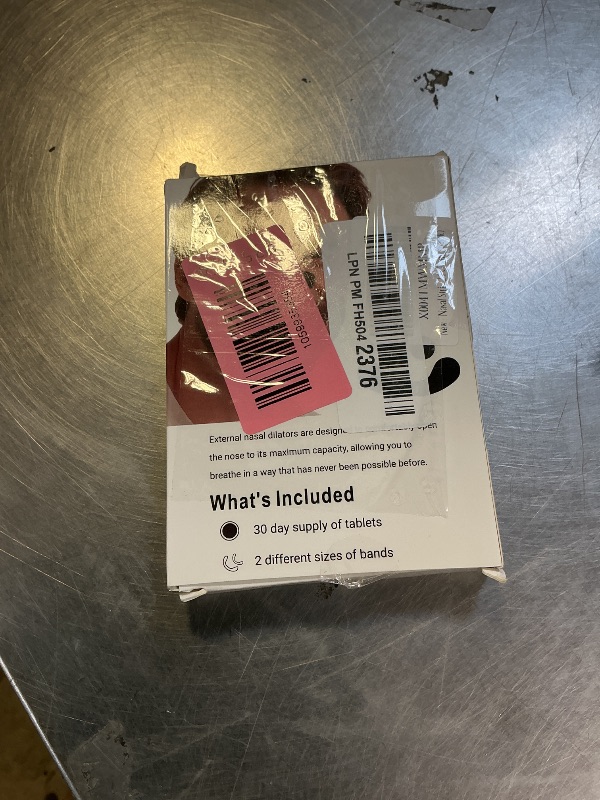 LPN PM FH504 2376
External nasal dilators are designed to comfortably open
the nose to its maximum capacity, allowing you to
breathe in a way that has never been possible before.
What's Included
30 day supply of tablets
2 different sizes of bands